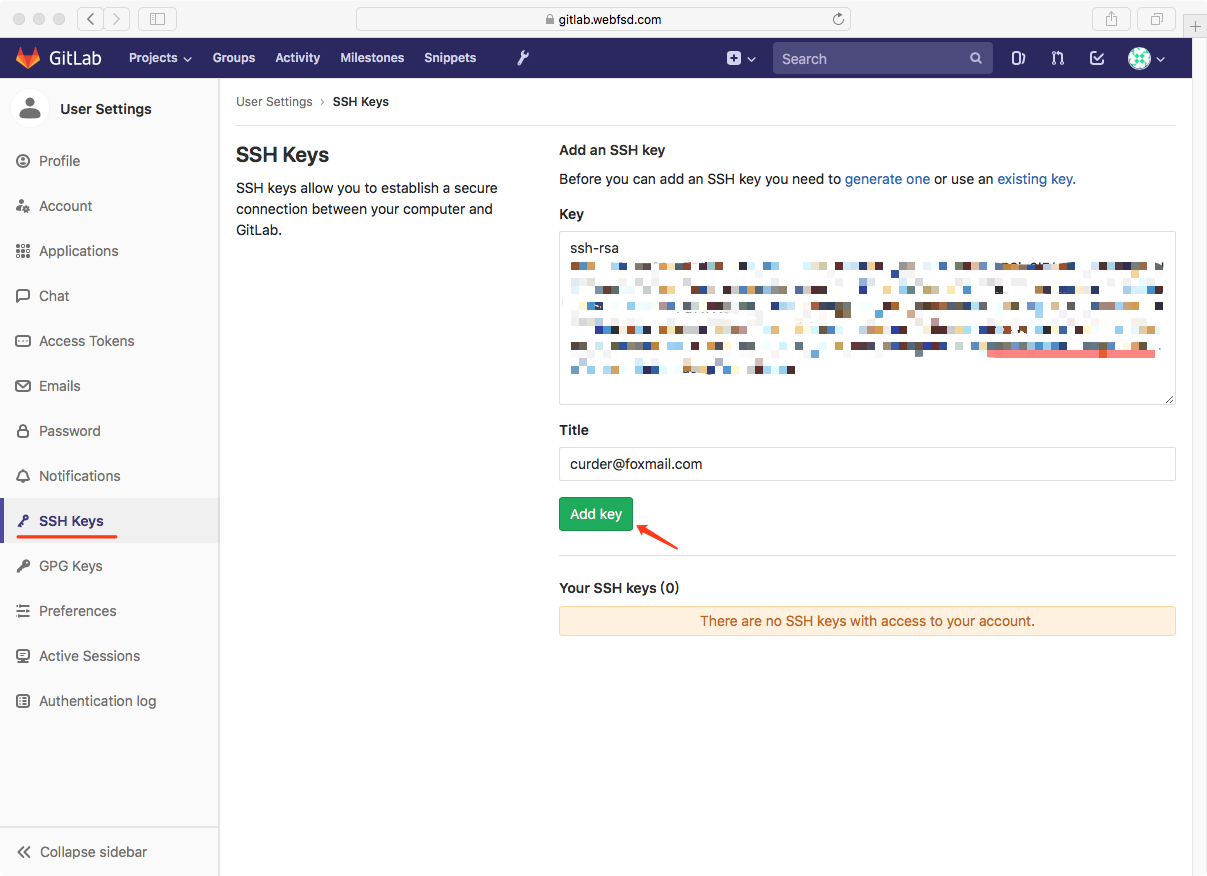 gitlab.webfsd.com
GitLab Projects Groups Activity Milestones Snippets Search
User Settings
Profile
Account
Applications
Chat
Access Tokens
Emails
Password
Notifications
SSH Keys
GPG Keys
Preferences
Active Sessions
Authentication log
Collapse sidebar
User Settings › SSH Keys
SSH Keys
SSH keys allow you to establish a secure
connection between your computer and
GitLab.
Add an SSH key
Before you can add an SSH key you need to generate one or use an existing key.
Key
ssh-rsa
Title
curder@foxmail.com
Add key
Your SSH keys (0)
There are no SSH keys with access to your account.